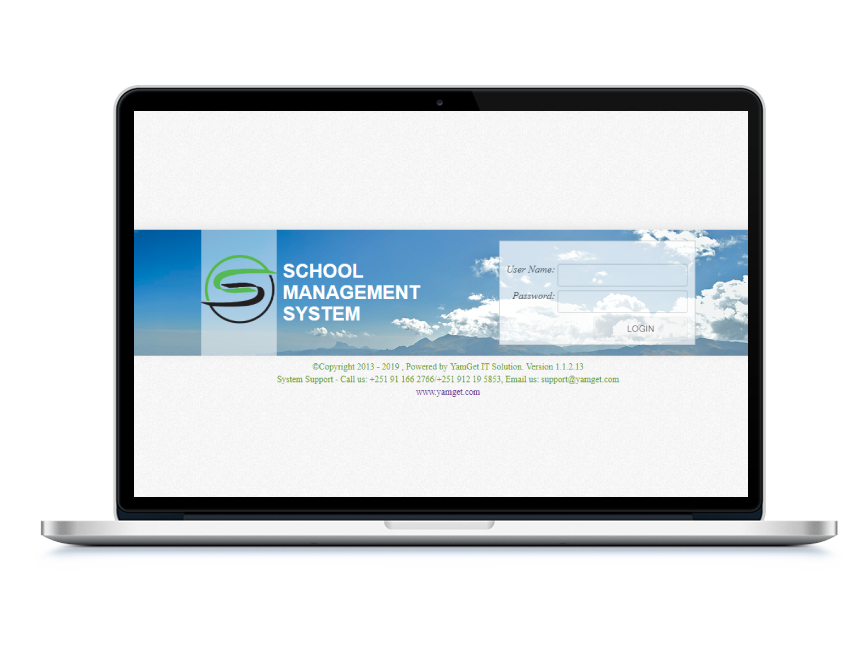 SCHOOL
MANAGEMENT
SYSTEM
User Name:
Password:
LOGIN
©Copyright 2013 - 2019 , Powered by YamGet IT Solution. Version 1.1.2.13
System Support - Call us: +251 91 166 2766/+251 912 19 5853, Email us: support@yamget.com
www.yamget.com